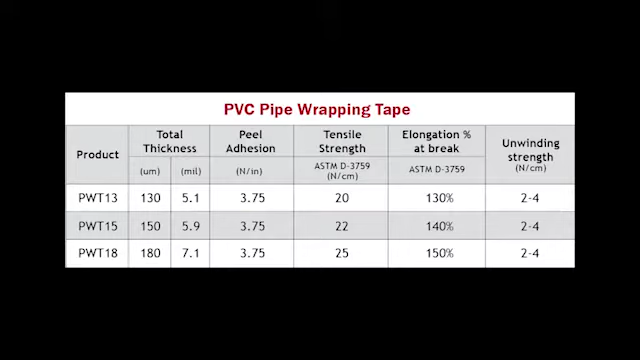 PVC Pipe Wrapping Tape
Product Total Thickness Peel Adhesion Tensile Strength Elongation % at break Unwinding strength
(um) (mil) (N/in) ASTM D-3759 (N/cm) ASTM D-3759 (N/cm)
PWT13 130 5.1 3.75 20 130% 2-4
PWT15 150 5.9 3.75 22 140% 2-4
PWT18 180 7.1 3.75 25 150% 2-4